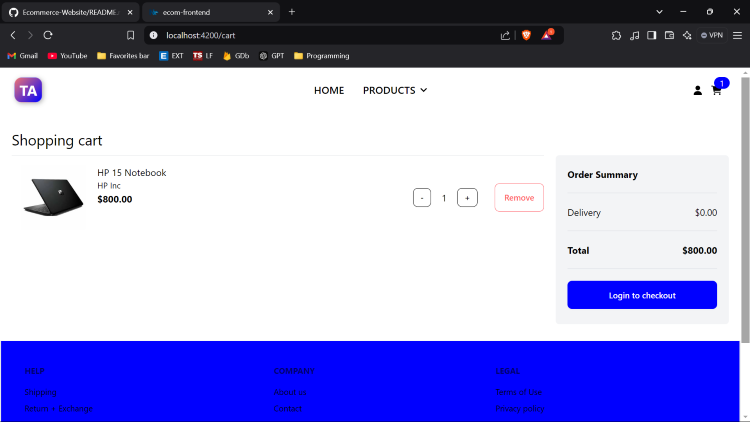 Ecommerce-Website/README.
ecom-frontend
localhost:4200/cart
VPN
Gmail
YouTube
Favorites bar
EXT
LF
GDb
GPT
Programming
TA
HOME
PRODUCTS
1
Shopping cart
HP 15 Notebook
HP Inc
$800.00
-
1
+
Remove
Order Summary
Delivery
$0.00
Total
$800.00
Login to checkout
HELP
COMPANY
LEGAL
Shipping
About Us
Terms of Use
Return & Exchange
Contact
Privacy policy